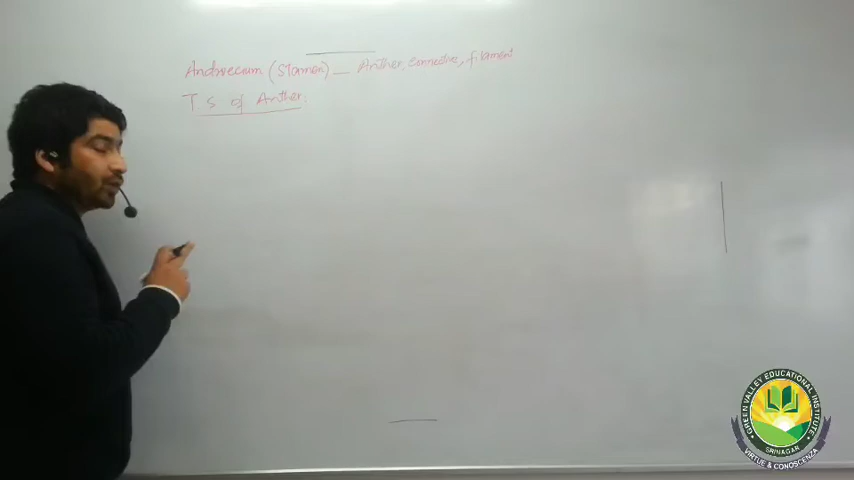 Androecium (Stamen) — Anther, connective, filament
T S of Anther.
GREEN VALLEY EDUCATIONAL INSTITUTE
SRINAGAR
VIRTUE & CONOSCENZA